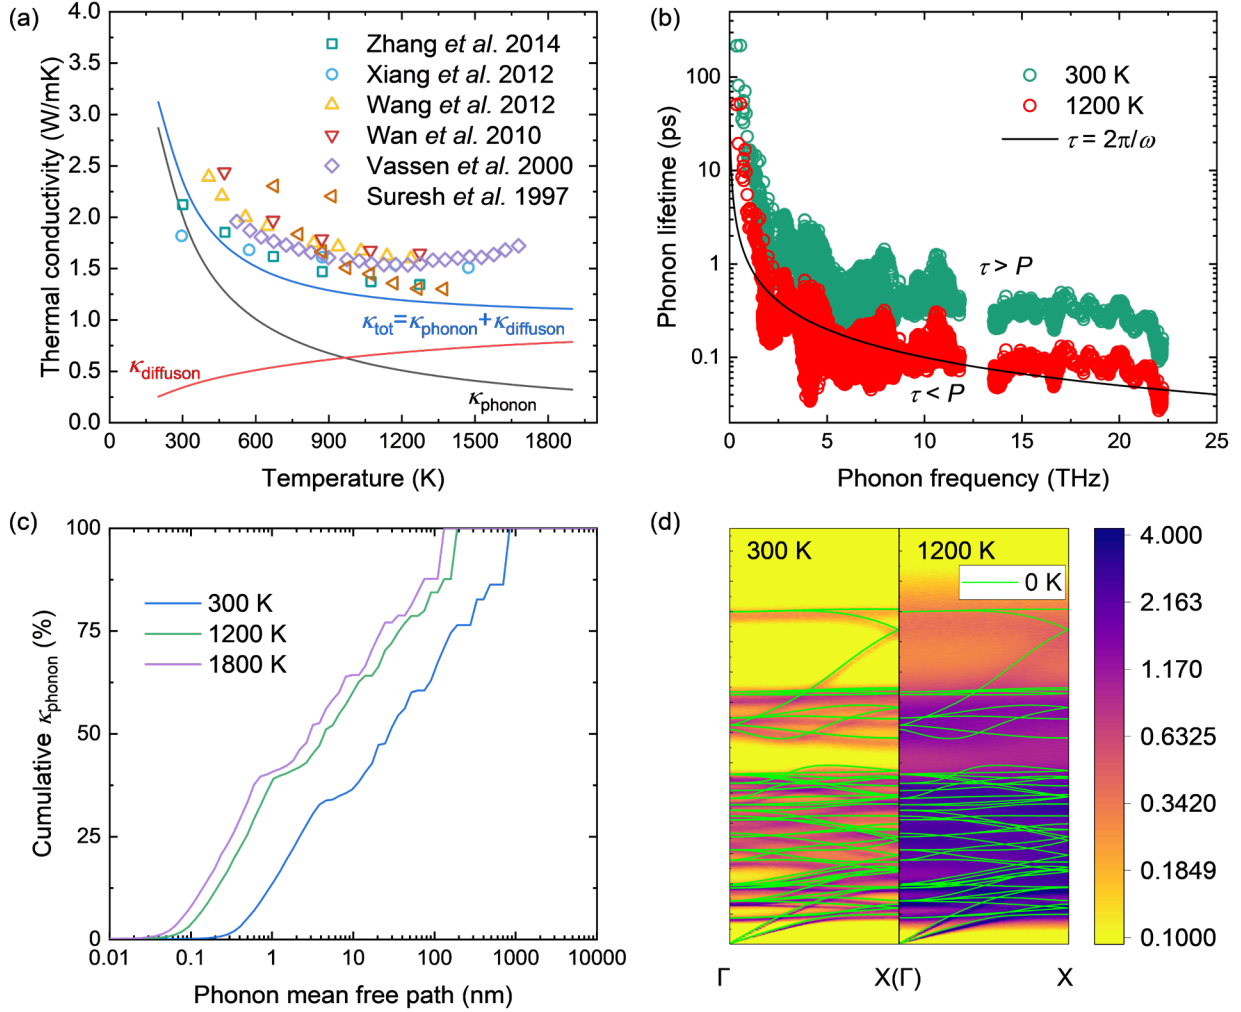 (a)
4.0
3.5
3.0
2.5
2.0
1.5
1.0
0.5
0.0
Thermal conductivity (W/mK)
Zhang et al. 2014
Xiang et al. 2012
Wang et al. 2012
Wan et al. 2010
Vassen et al. 2000
Suresh et al. 1997
κtot=κphonon+κdiffuson
κdiffuson
κphonon
0 300 600 900 1200 1500 1800
Temperature (K)
(b)
100
10
1
0.1
Phonon lifetime (ps)
300 K
1200 K
τ = 2π/ω
τ > P
τ < P
0 5 10 15 20 25
Phonon frequency (THz)
(c)
100
75
50
25
0
Cumulative κphonon (%)
300 K
1200 K
1800 K
0.01 0.1 1 10 100 1000 10000
Phonon mean free path (nm)
(d)
300 K
1200 K
0 K
4.000
2.163
1.170
0.6325
0.3420
0.1849
0.1000
Γ X(Γ) X